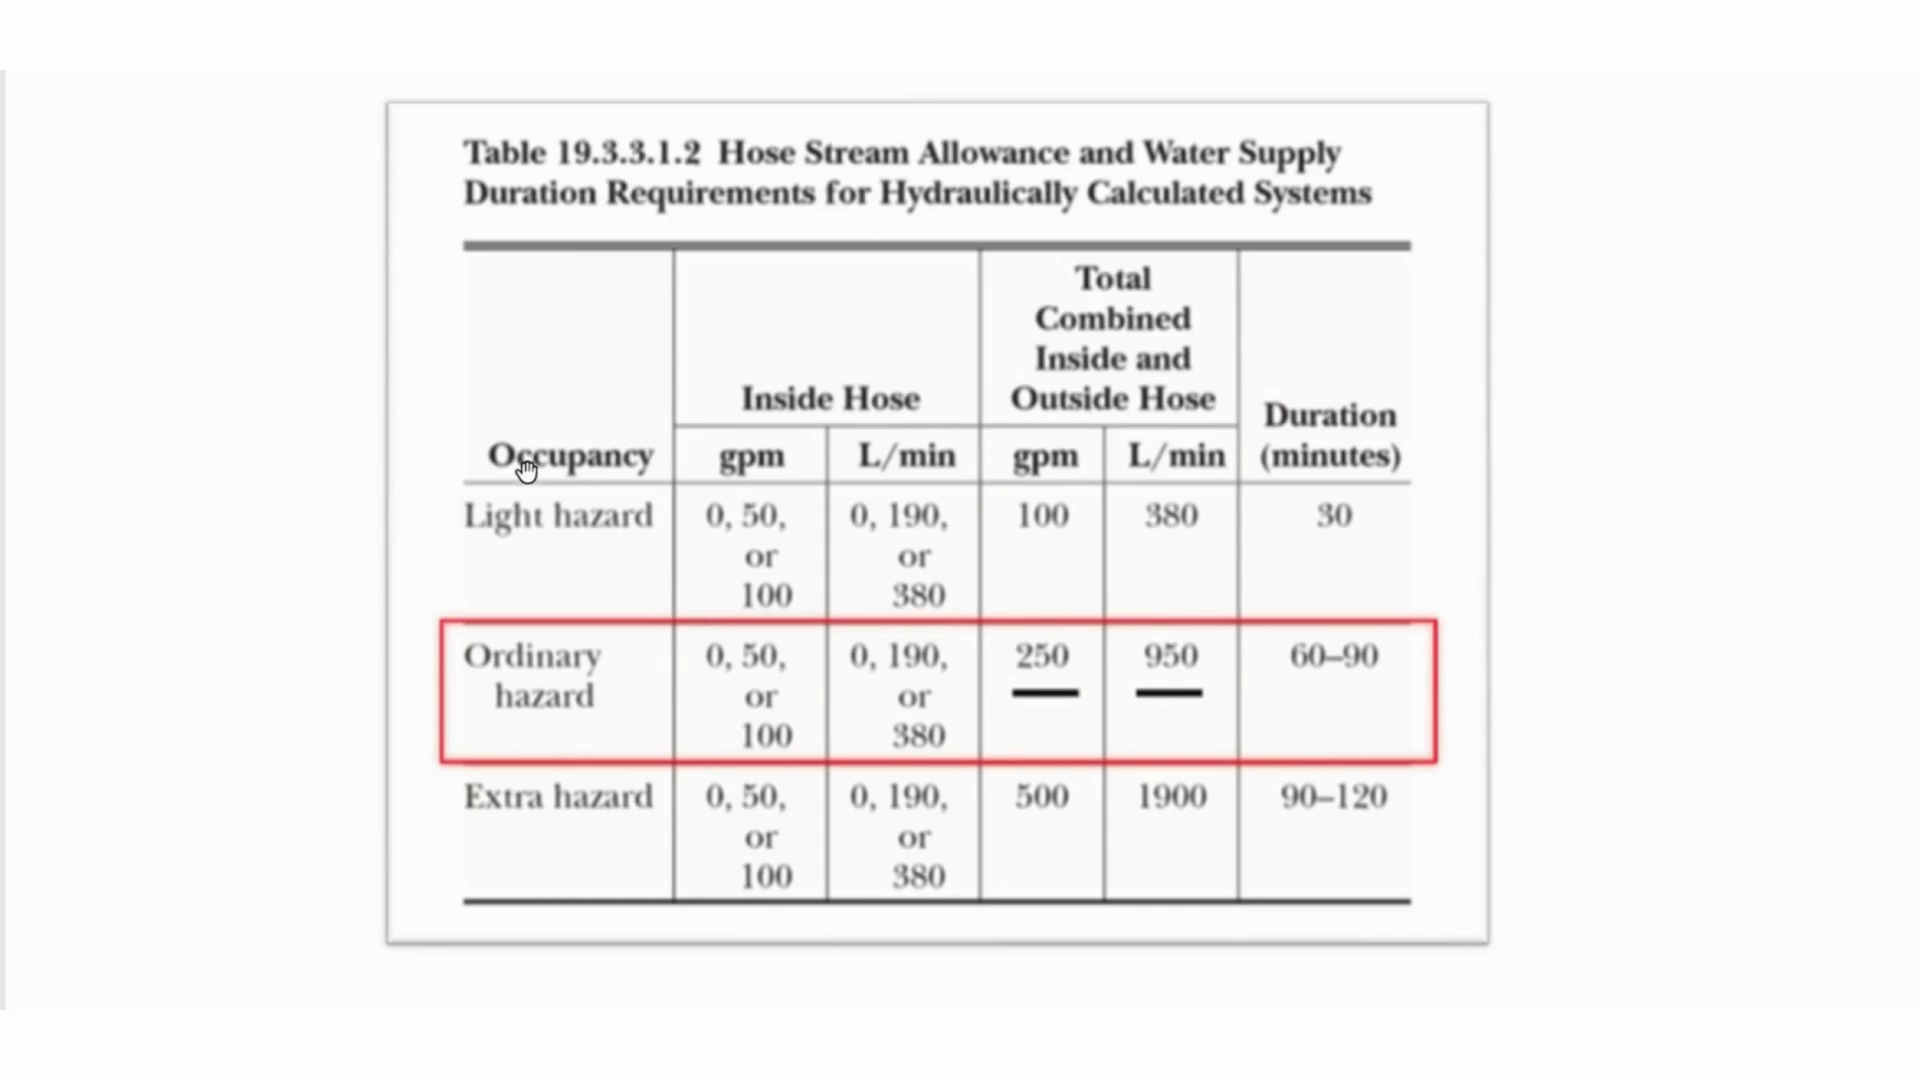 Table 19.3.3.1.2 Hose Stream Allowance and Water Supply
Duration Requirements for Hydraulically Calculated Systems
Total
Combined
Inside and
Inside Hose Outside Hose Duration
Occupancy gpm L/min gpm L/min (minutes)
Light hazard 0, 50, 0, 190, 100 380 30
or or
100 380
Ordinary 0, 50, 0, 190, 250 950 60–90
hazard or or
100 380
Extra hazard 0, 50, 0, 190, 500 1900 90–120
or or
100 380